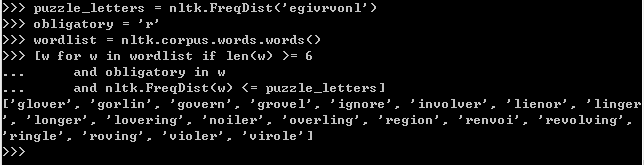 >>> puzzle_letters = nltk.FreqDist('egivrvonl')
>>> obligatory = 'r'
>>> wordlist = nltk.corpus.words.words()
>>> [w for w in wordlist if len(w) >= 6
...      and obligatory in w
...      and nltk.FreqDist(w) <= puzzle_letters]
['glover', 'gorlin', 'govern', 'grovel', 'ignore', 'involver', 'lienor', 'linger
', 'longer', 'lovering', 'noiler', 'overling', 'region', 'renvoi', 'revolving',
'ringle', 'roving', 'violer', 'virole']
>>>